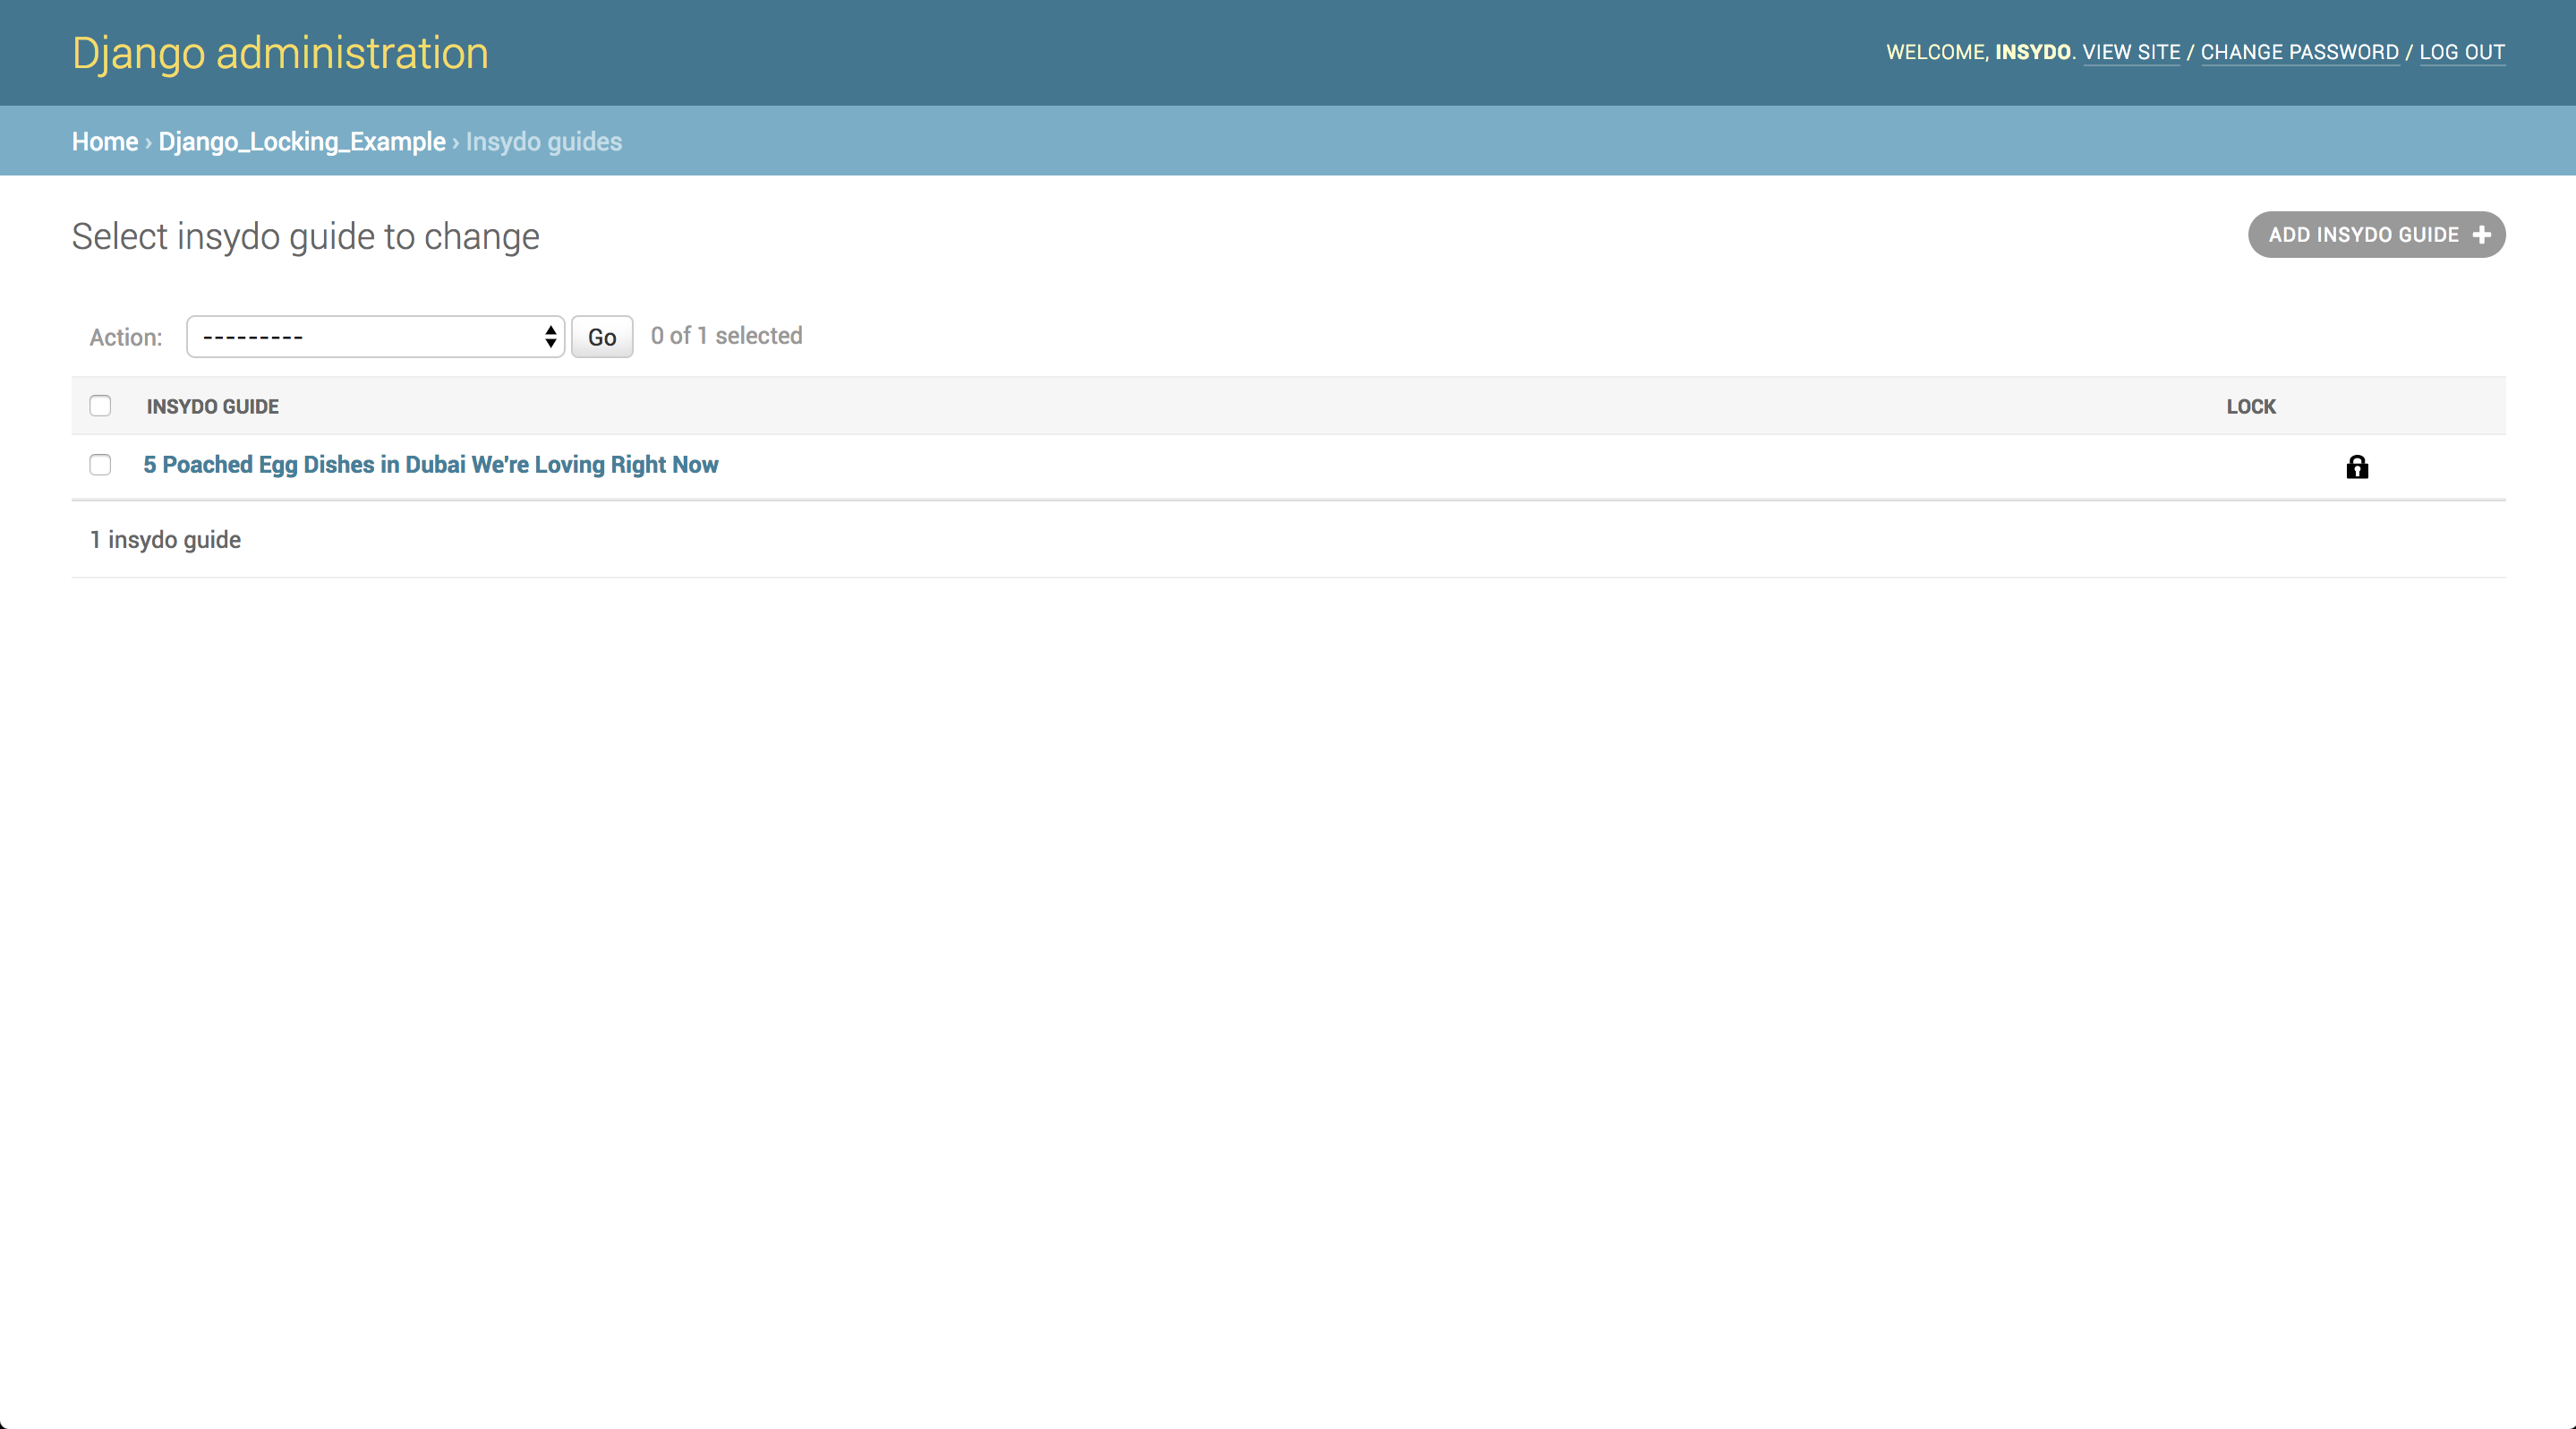 Django administration
WELCOME, INSYDO. VIEW SITE / CHANGE PASSWORD / LOG OUT
Home › Django_Locking_Example › Insydo guides
Select insydo guide to change
ADD INSYDO GUIDE +
Action: --------- Go 0 of 1 selected
INSYDO GUIDE LOCK
5 Poached Egg Dishes in Dubai We're Loving Right Now
1 insydo guide